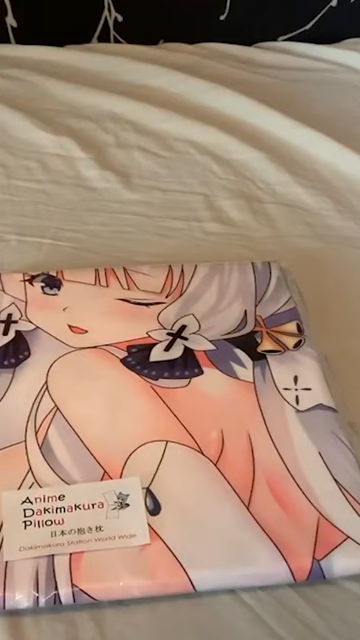 Anime
Dakimakura
Pillow
日本の抱き枕
Dakimakura Station World Wide